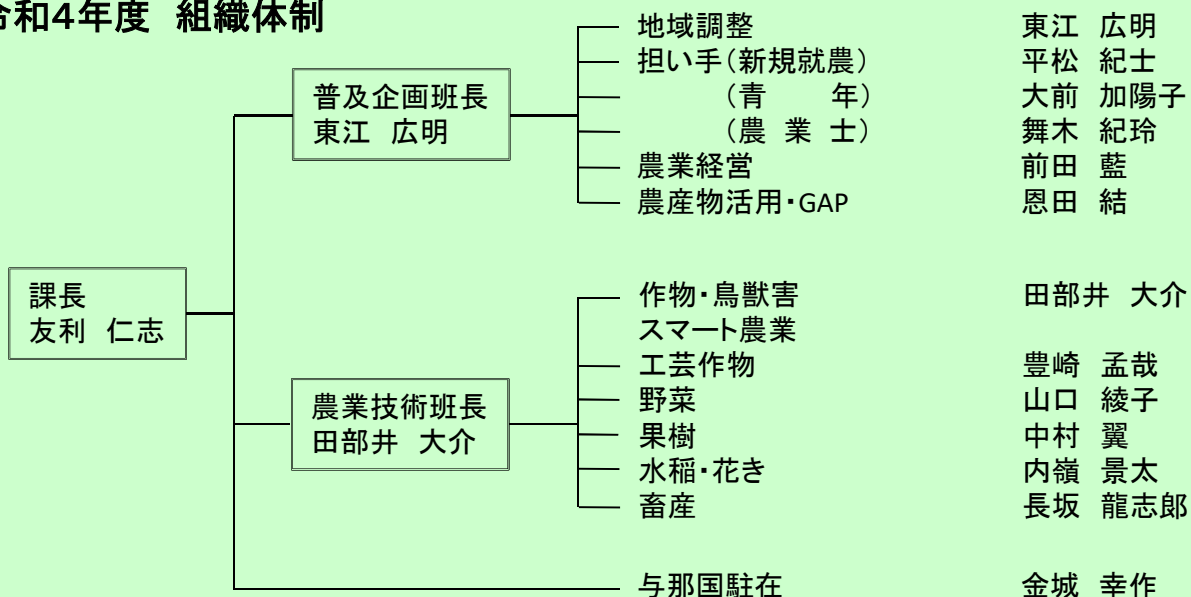 令和4年度 組織体制
地域調整 東江 広明
担い手(新規就農) 平松 紀士
(青 年) 大前 加陽子
(農 業 士) 舞木 紀玲
農業経営 前田 藍
農産物活用・GAP 恩田 結
普及企画班長
東江 広明
課長
友利 仁志
作物・鳥獣害 田部井 大介
スマート農業
工芸作物 豊崎 孟哉
野菜 山口 綾子
果樹 中村 翼
水稲・花き 内嶺 景太
畜産 長坂 龍志郎
農業技術班長
田部井 大介
与那国駐在 金城 幸作